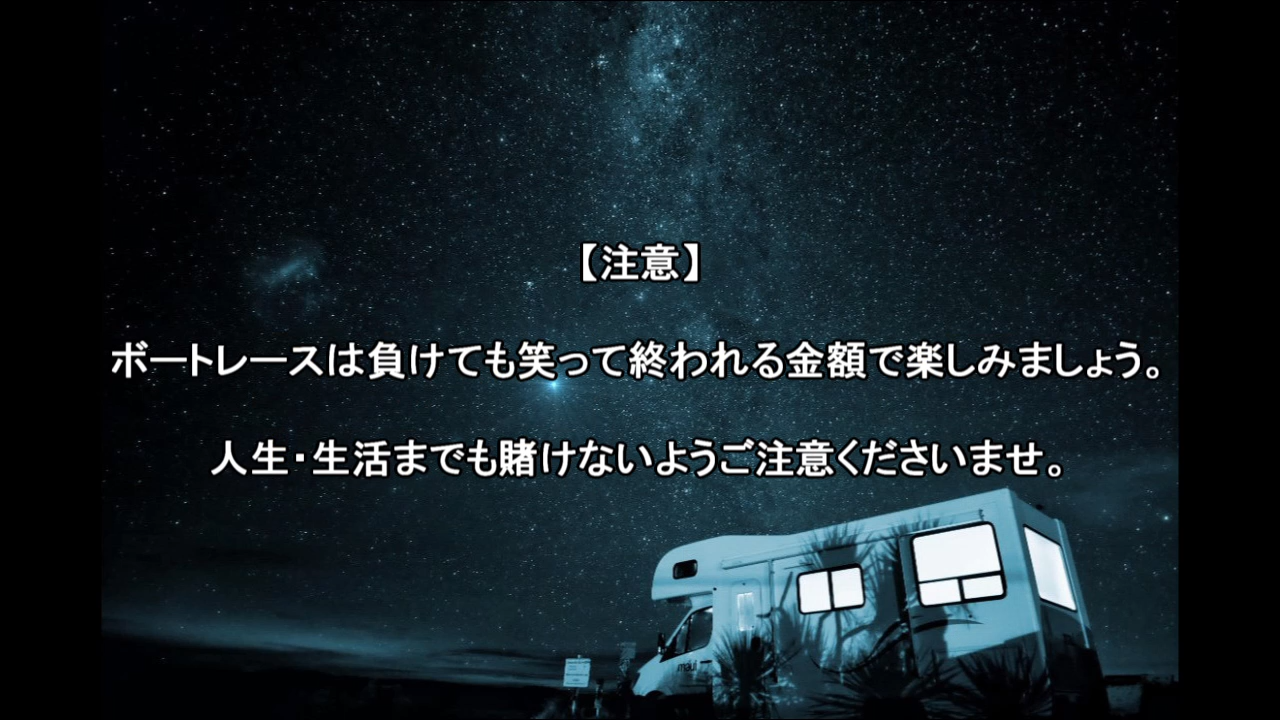 【注意】
ボートレースは負けても笑って終われる金額で楽しみましょう。
人生・生活までも賭けないようご注意くださいませ。
maui